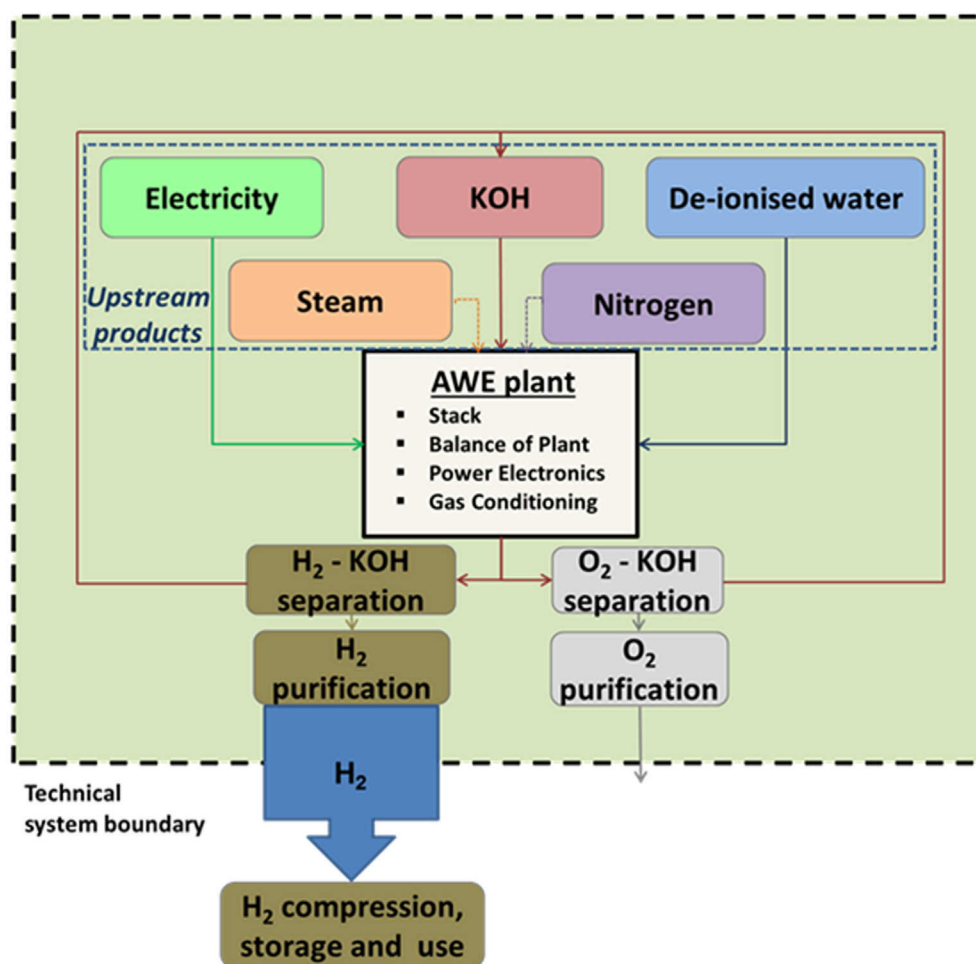 Electricity
KOH
De-ionised water
Steam
Nitrogen
Upstream
products
AWE plant
▪ Stack
▪ Balance of Plant
▪ Power Electronics
▪ Gas Conditioning
H₂ - KOH
separation
O₂ - KOH
separation
H₂
purification
O₂
purification
H₂
Technical
system boundary
H₂ compression,
storage and use